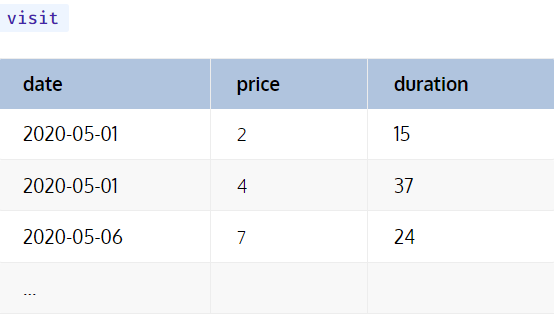 visit
date price duration
2020-05-01 2 15
2020-05-01 4 37
2020-05-06 7 24
...